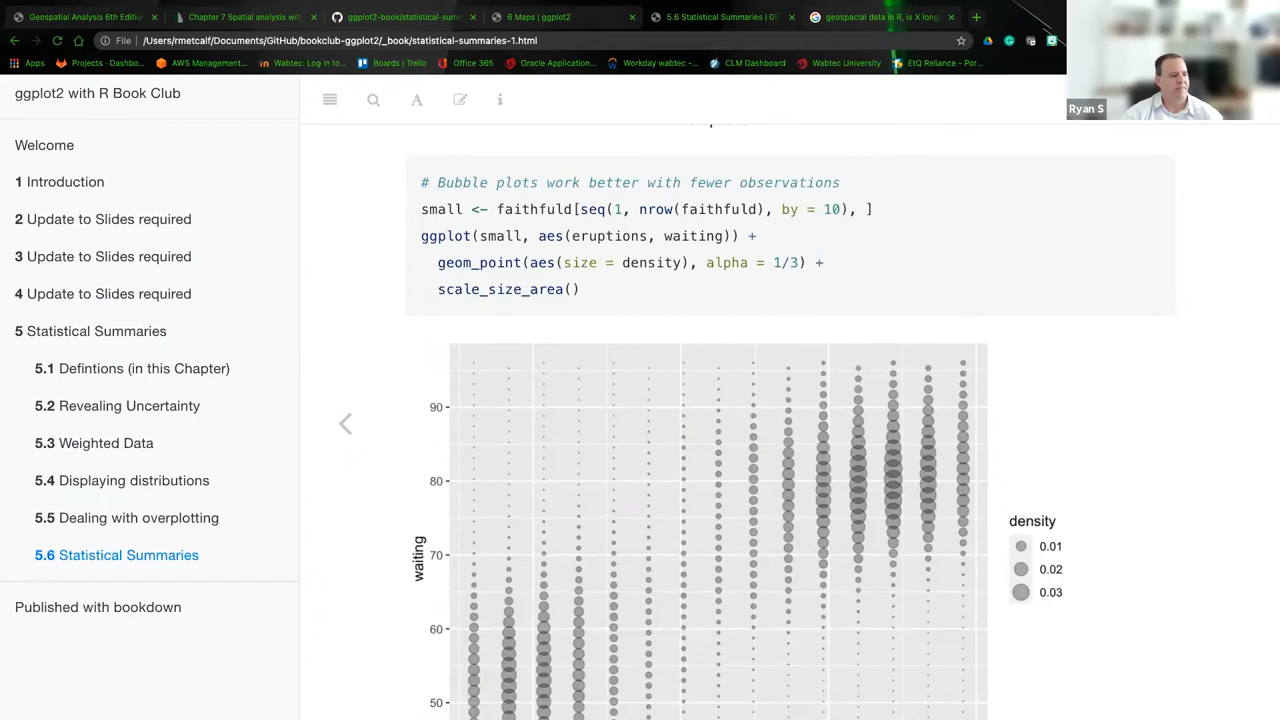 Geospatial Analysis 6th Editio
Chapter 7 Spatial analysis wit
ggplot2-book/statistical-summ
6 Maps | ggplot2
5.6 Statistical Summaries | 05
geospacial data in R, is X long
File /Users/rmetcalf/Documents/GitHub/bookclub-ggplot2/_book/statistical-summaries-1.html
Apps
Projects · Dashbo...
AWS Management...
Wabtec: Log in to...
Boards | Trello
Office 365
Oracle Application...
Workday wabtec -...
CLM Dashboard
Wabtec University
EtQ Reliance - Por...
Ryan S
ggplot2 with R Book Club
Welcome
1 Introduction
2 Update to Slides required
3 Update to Slides required
4 Update to Slides required
5 Statistical Summaries
5.1 Defintions (in this Chapter)
5.2 Revealing Uncertainty
5.3 Weighted Data
5.4 Displaying distributions
5.5 Dealing with overplotting
5.6 Statistical Summaries
Published with bookdown
# Bubble plots work better with fewer observations
small <- faithfuld[seq(1, nrow(faithfuld), by = 10), ]
ggplot(small, aes(eruptions, waiting)) +
geom_point(aes(size = density), alpha = 1/3) +
scale_size_area()
90
80
70
60
50
waiting
density
0.01
0.02
0.03